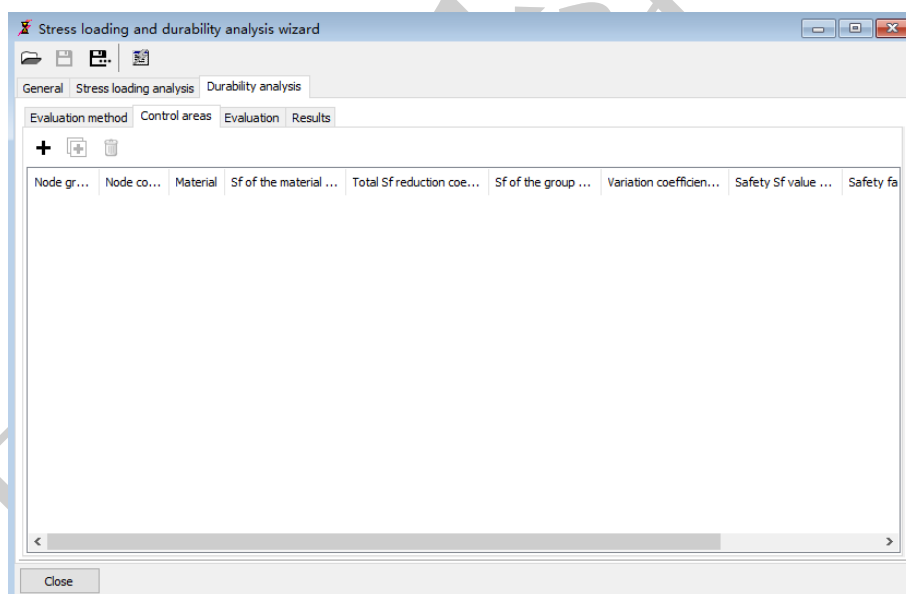 Stress loading and durability analysis wizard
General Stress loading analysis Durability analysis
Evaluation method Control areas Evaluation Results
Node gr... Node co... Material Sf of the material ... Total Sf reduction coe... Sf of the group ... Variation coefficien... Safety Sf value ... Safety fa
Close